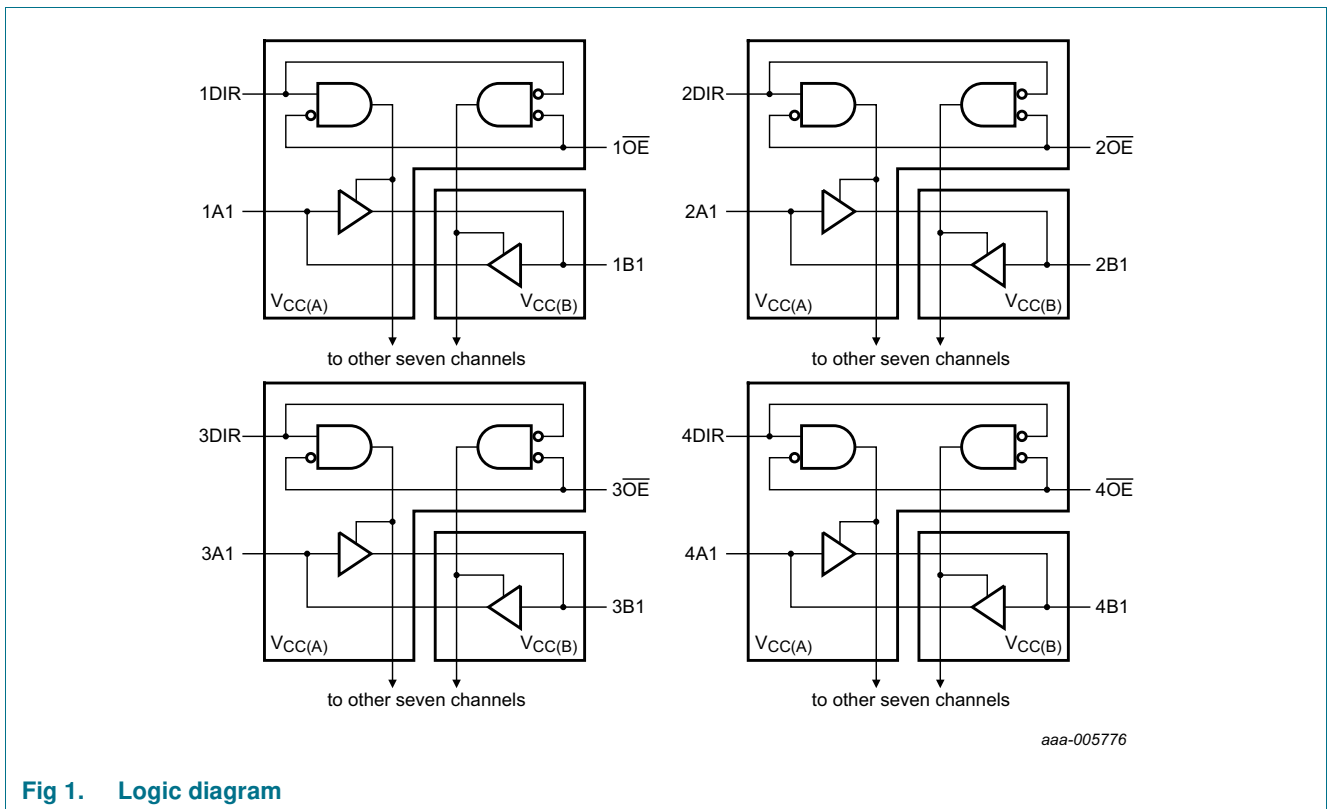 1DIR
1OE
1A1
1B1
VCC(A)
VCC(B)
to other seven channels
2DIR
2OE
2A1
2B1
VCC(A)
VCC(B)
to other seven channels
3DIR
3OE
3A1
3B1
VCC(A)
VCC(B)
to other seven channels
4DIR
4OE
4A1
4B1
VCC(A)
VCC(B)
to other seven channels
aaa-005776
Fig 1. Logic diagram